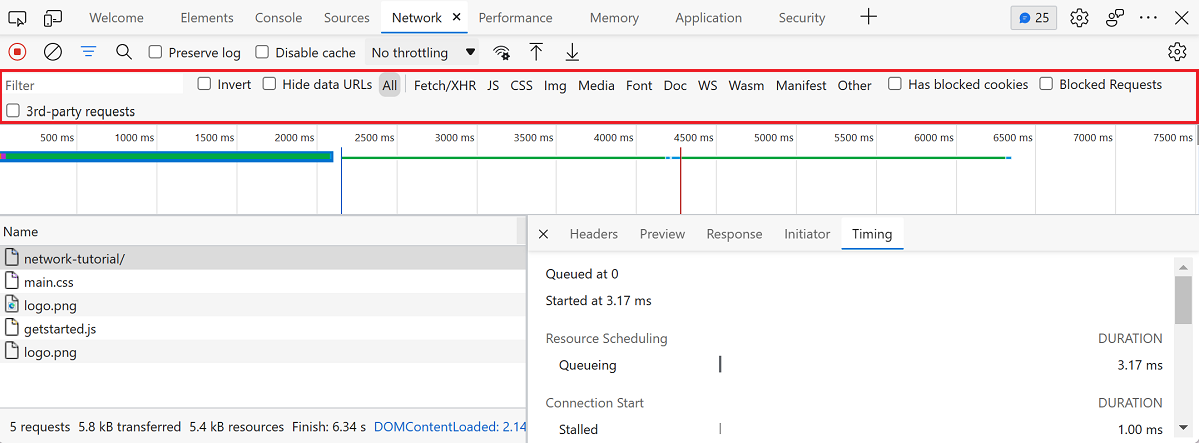 Welcome Elements Console Sources Network Performance Memory Application Security 25
Preserve log Disable cache No throttling
Filter Invert Hide data URLs All Fetch/XHR JS CSS Img Media Font Doc WS Wasm Manifest Other Has blocked cookies Blocked Requests
3rd-party requests
500 ms 1000 ms 1500 ms 2000 ms 2500 ms 3000 ms 3500 ms 4000 ms 4500 ms 5000 ms 5500 ms 6000 ms 6500 ms 7000 ms 7500 ms
Name
network-tutorial/
main.css
logo.png
getstarted.js
logo.png
5 requests 5.8 kB transferred 5.4 kB resources Finish: 6.34 s DOMContentLoaded: 2.14
Headers Preview Response Initiator Timing
Queued at 0
Started at 3.17 ms
Resource Scheduling DURATION
Queueing 3.17 ms
Connection Start DURATION
Stalled 1.00 ms